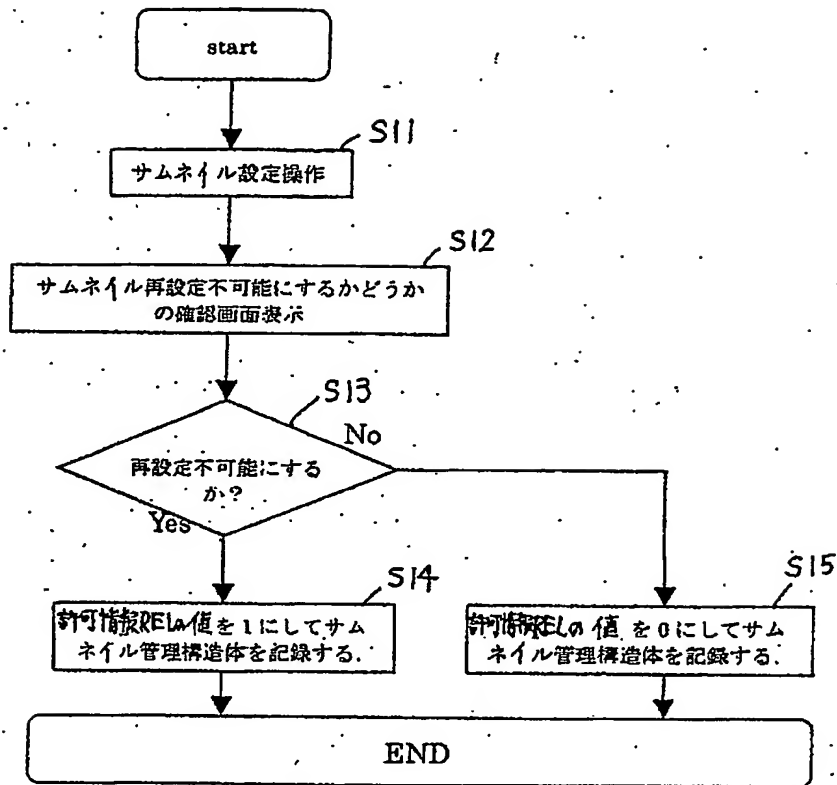 start
S11
サムネイル設定操作
S12
サムネイル再設定不可能にするかどうか
の確認画面表示
S13
No
再設定不可能にする
か?
Yes
S14
許可情報RELの値を1にしてサム
ネイル管理構造体を記録する.
S15
許可情報RELの値を0にしてサム
ネイル管理構造体を記録する.
END